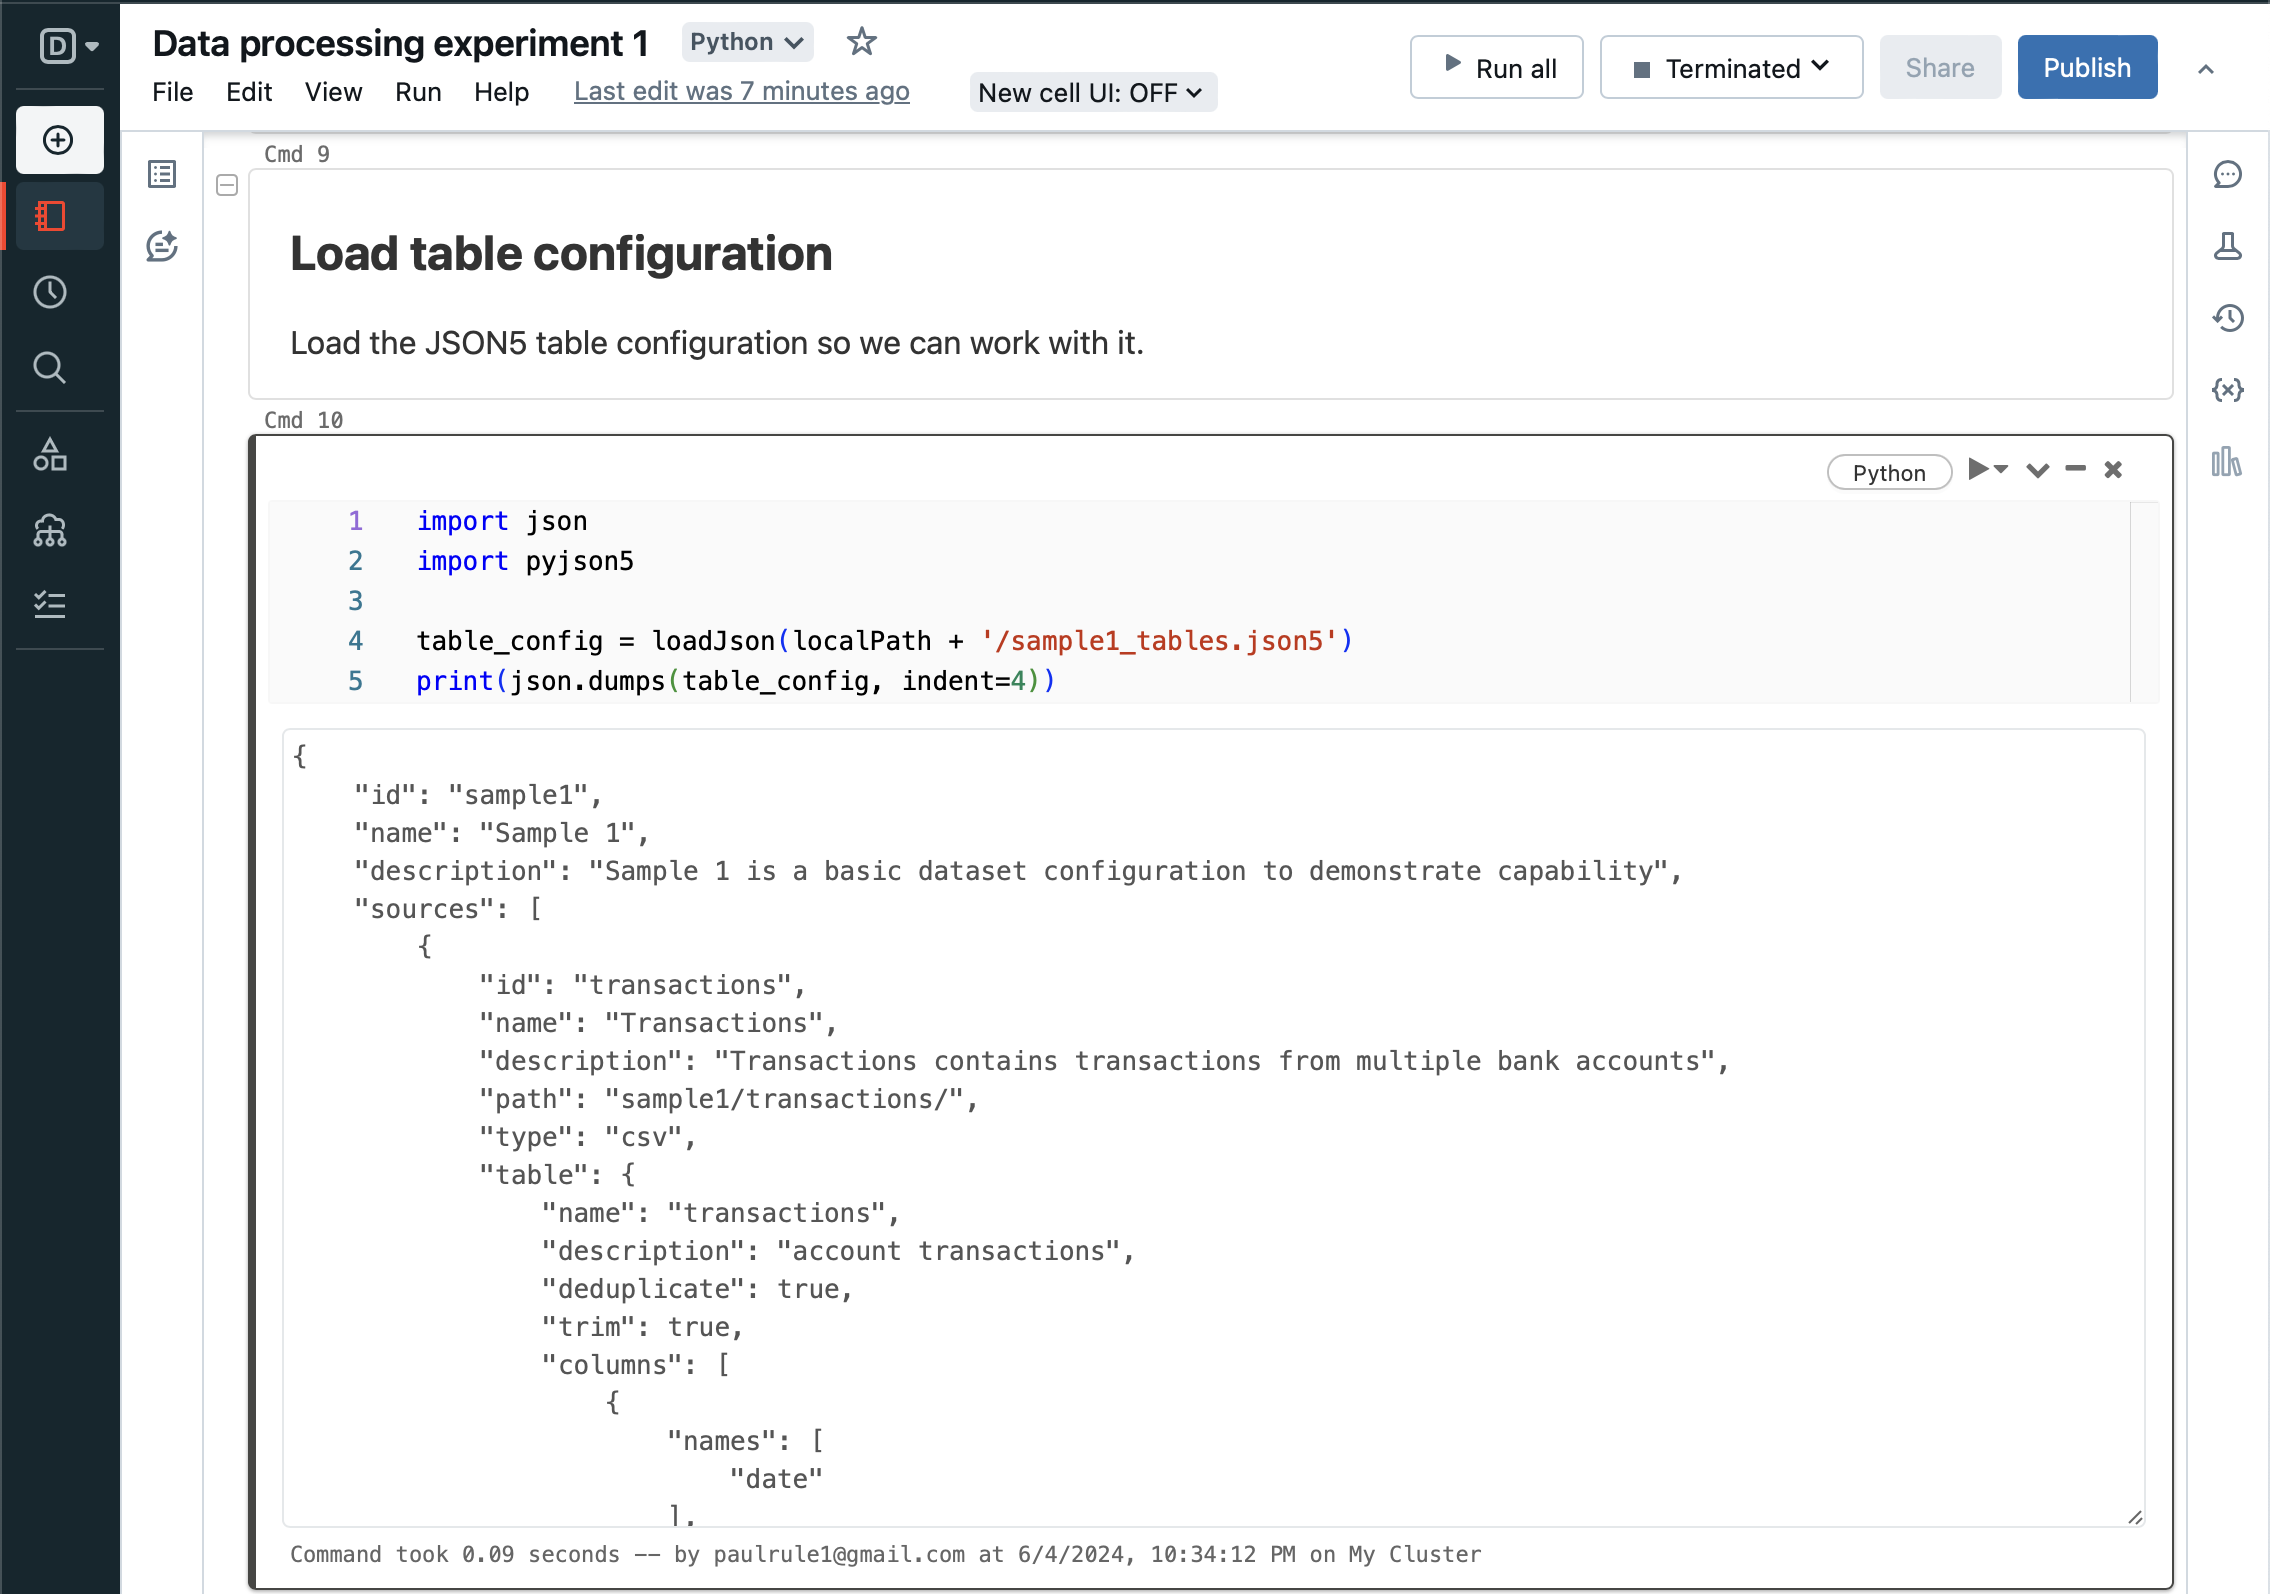 D
Data processing experiment 1
Python
File Edit View Run Help Last edit was 7 minutes ago New cell UI: OFF
Run all
Terminated
Share
Publish
Cmd 9
Load table configuration
Load the JSON5 table configuration so we can work with it.
Cmd 10
Python
1 import json
2 import pyjson5
3
4 table_config = loadJson(localPath + '/sample1_tables.json5')
5 print(json.dumps(table_config, indent=4))
{
    "id": "sample1",
    "name": "Sample 1",
    "description": "Sample 1 is a basic dataset configuration to demonstrate capability",
    "sources": [
        {
            "id": "transactions",
            "name": "Transactions",
            "description": "Transactions contains transactions from multiple bank accounts",
            "path": "sample1/transactions/",
            "type": "csv",
            "table": {
                "name": "transactions",
                "description": "account transactions",
                "deduplicate": true,
                "trim": true,
                "columns": [
                    {
                        "names": [
                            "date"
                        ],
Command took 0.09 seconds -- by paulrule1@gmail.com at 6/4/2024, 10:34:12 PM on My Cluster